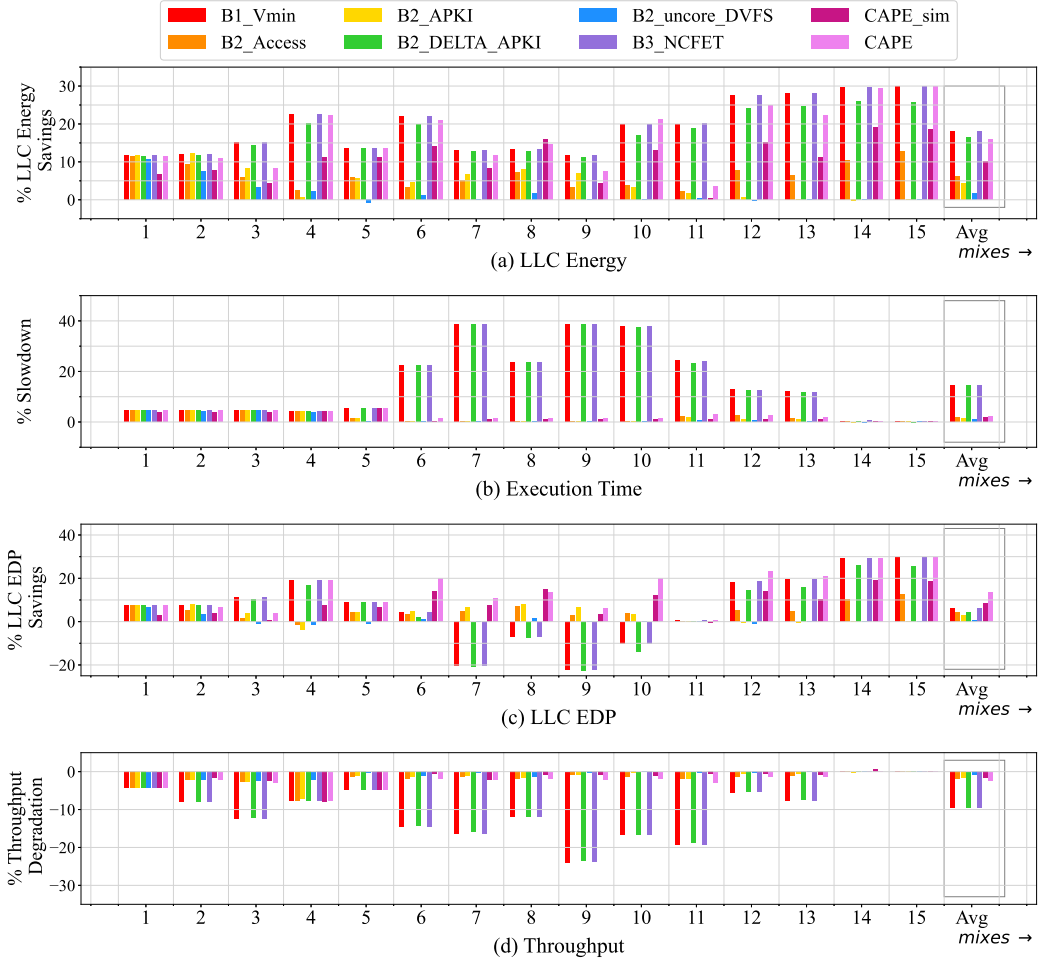 B1_Vmin B2_APKI B2_uncore_DVFS CAPE_sim
B2_Access B2_DELTA_APKI B3_NCFET CAPE
% LLC Energy
Savings
30
20
10
0
1 2 3 4 5 6 7 8 9 10 11 12 13 14 15 Avg
mixes →
(a) LLC Energy
% Slowdown
40
20
0
1 2 3 4 5 6 7 8 9 10 11 12 13 14 15 Avg
mixes →
(b) Execution Time
% LLC EDP
Savings
40
20
0
−20
1 2 3 4 5 6 7 8 9 10 11 12 13 14 15 Avg
mixes →
(c) LLC EDP
% Throughput
Degradation
0
−10
−20
−30
1 2 3 4 5 6 7 8 9 10 11 12 13 14 15 Avg
mixes →
(d) Throughput